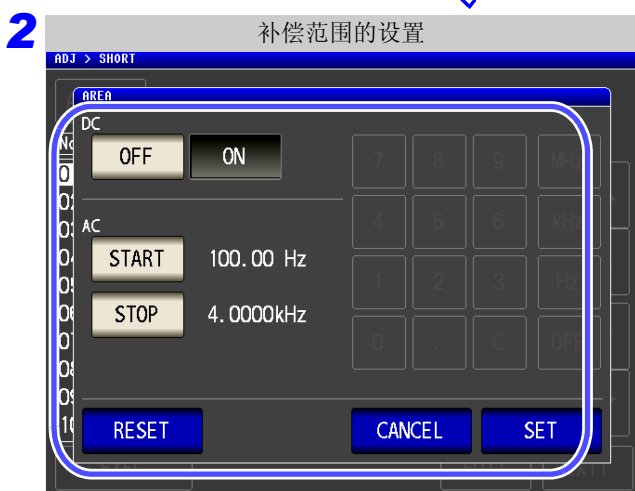 2
补偿范围的设置
ADJ > SHORT
AREA
DC
OFF ON
AC
START 100.00 Hz
STOP 4.0000kHz
7 8 9 MHz
4 5 6 kHz
1 2 3 Hz
0 . C OFF
RESET CANCEL SET